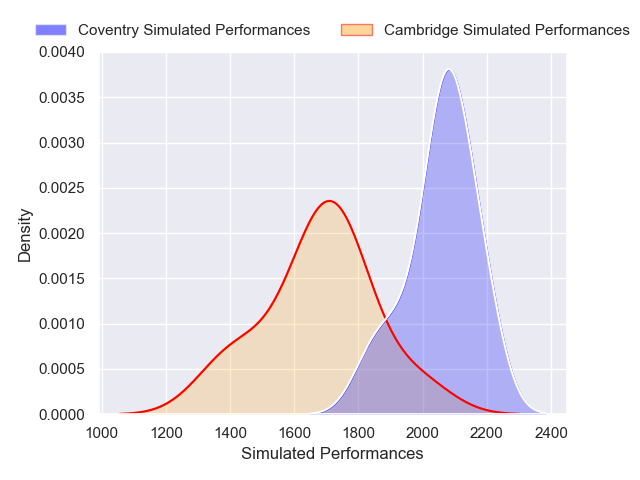 Coventry Simulated Performances Cambridge Simulated Performances
0.0040
0.0035
0.0030
0.0025
0.0020
0.0015
0.0010
0.0005
0.0000
Density
1000 1200 1400 1600 1800 2000 2200 2400
Simulated Performances